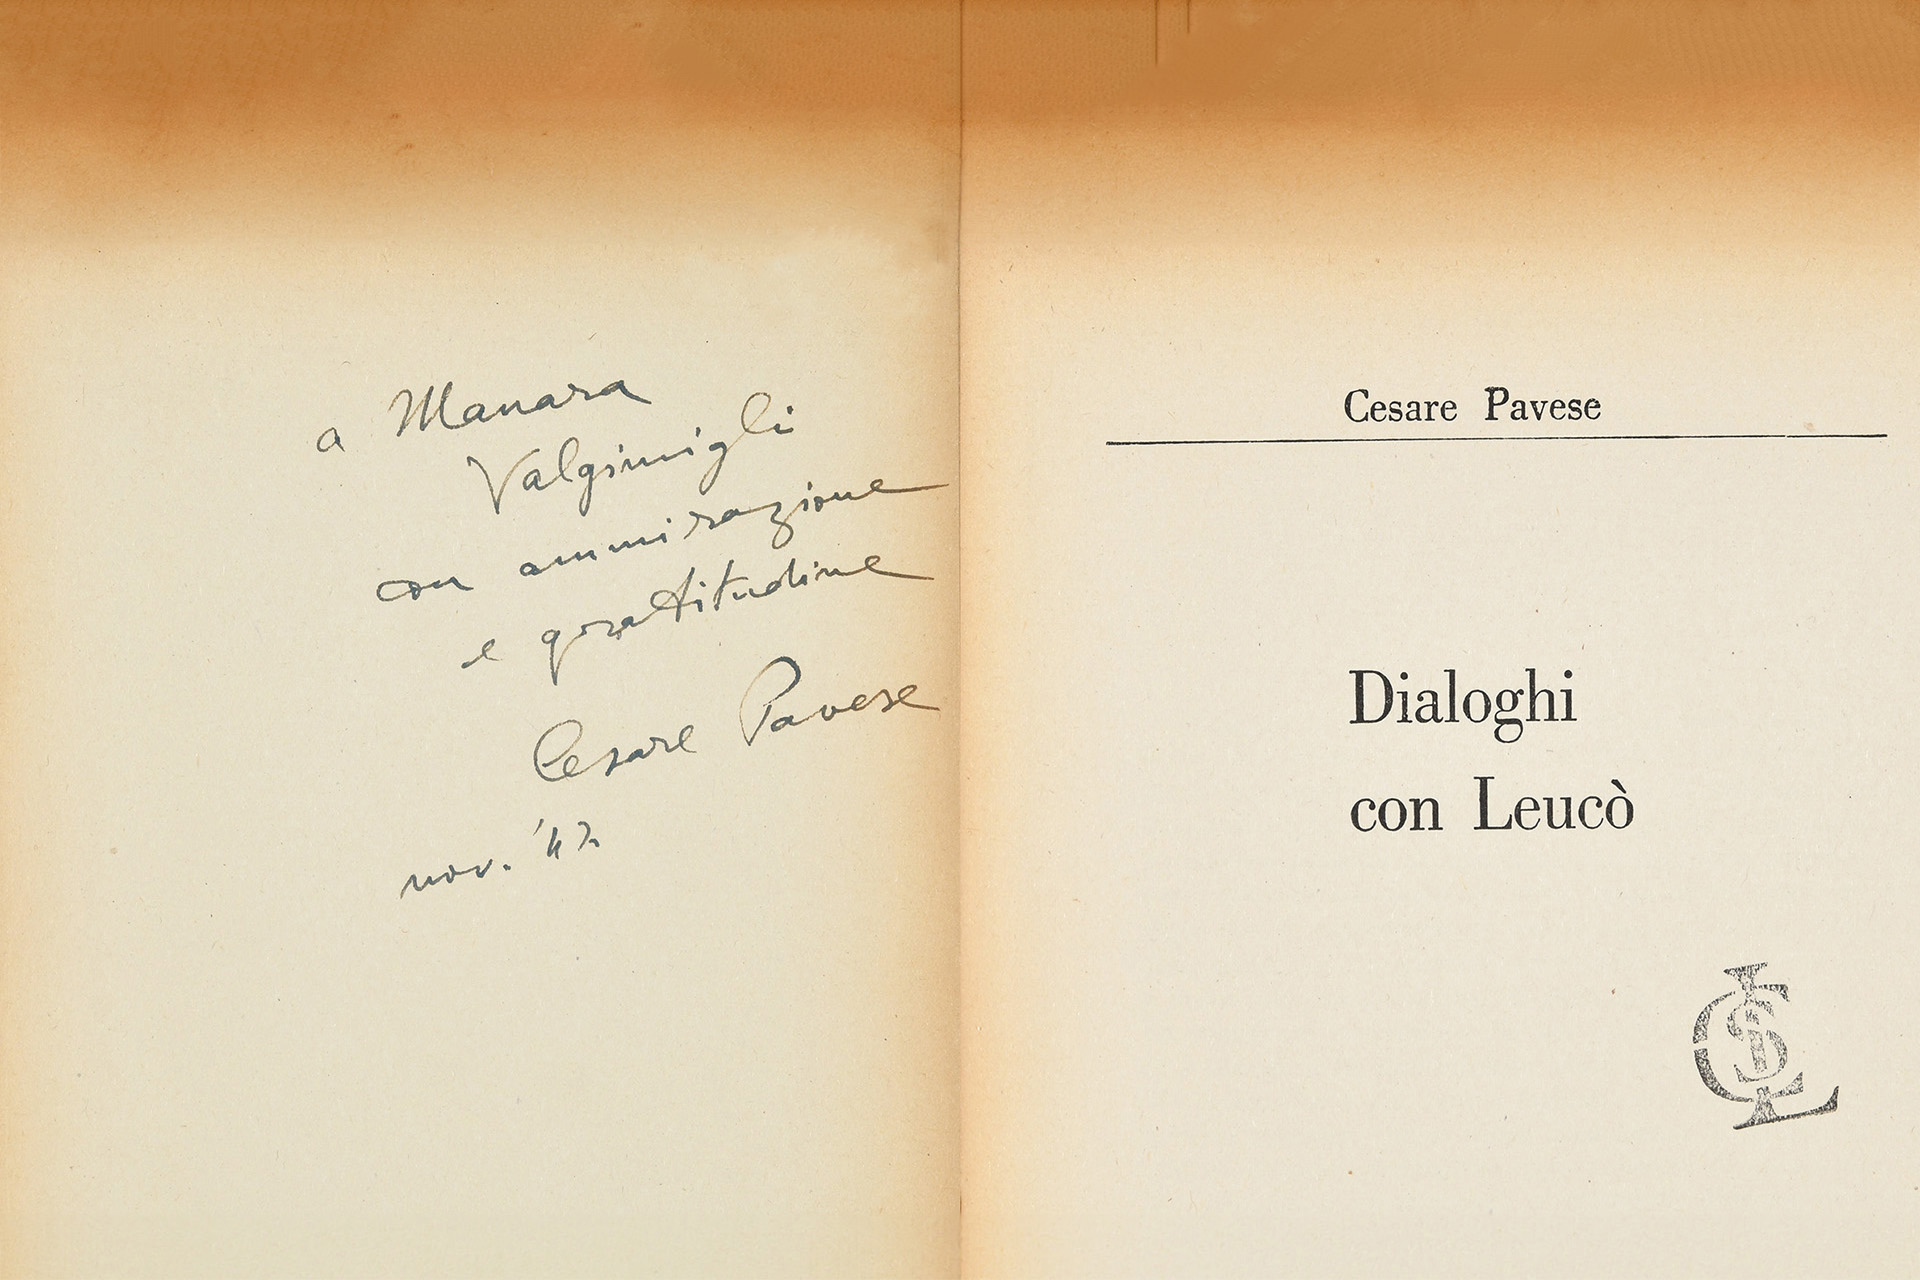 a Manara
Valgimigli
con ammirazione
e gratitudine
Cesare Pavese
nov. '47
Cesare Pavese
Dialoghi
con Leucò